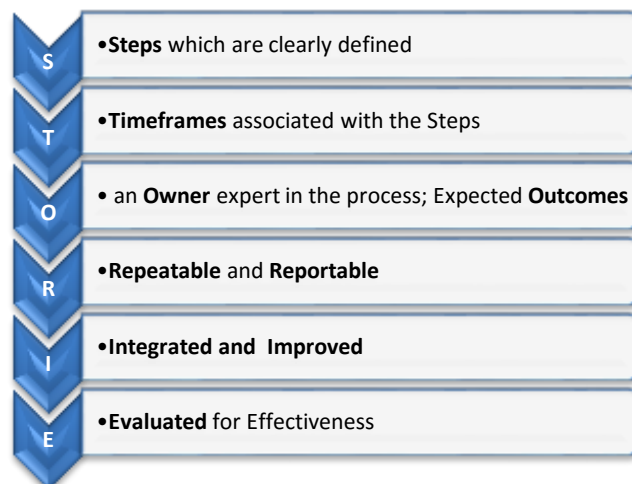 S
•Steps which are clearly defined
T
•Timeframes associated with the Steps
O
• an Owner expert in the process; Expected Outcomes
R
•Repeatable and Reportable
I
•Integrated and  Improved
E
•Evaluated for Effectiveness